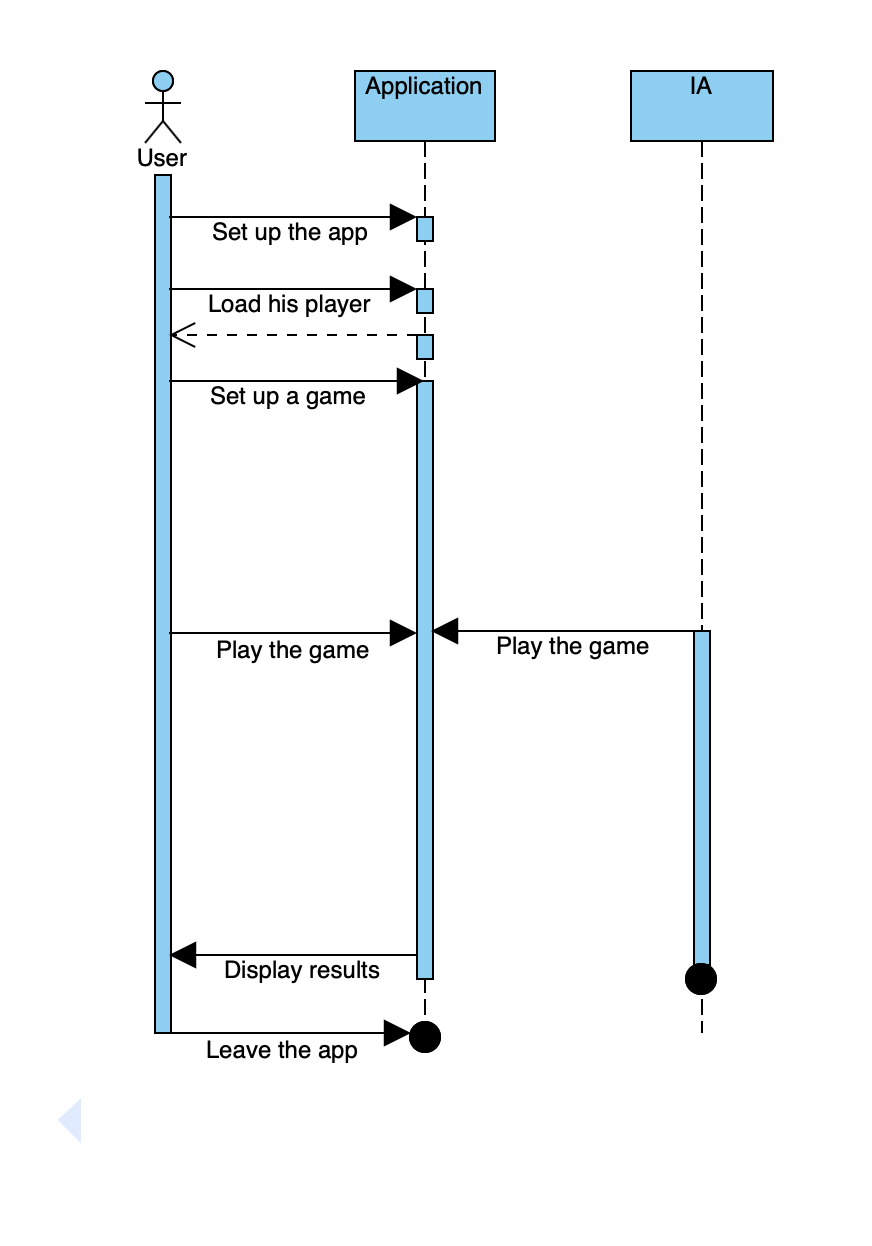 Application
IA
User
Set up the app
Load his player
Set up a game
Play the game
Play the game
Display results
Leave the app